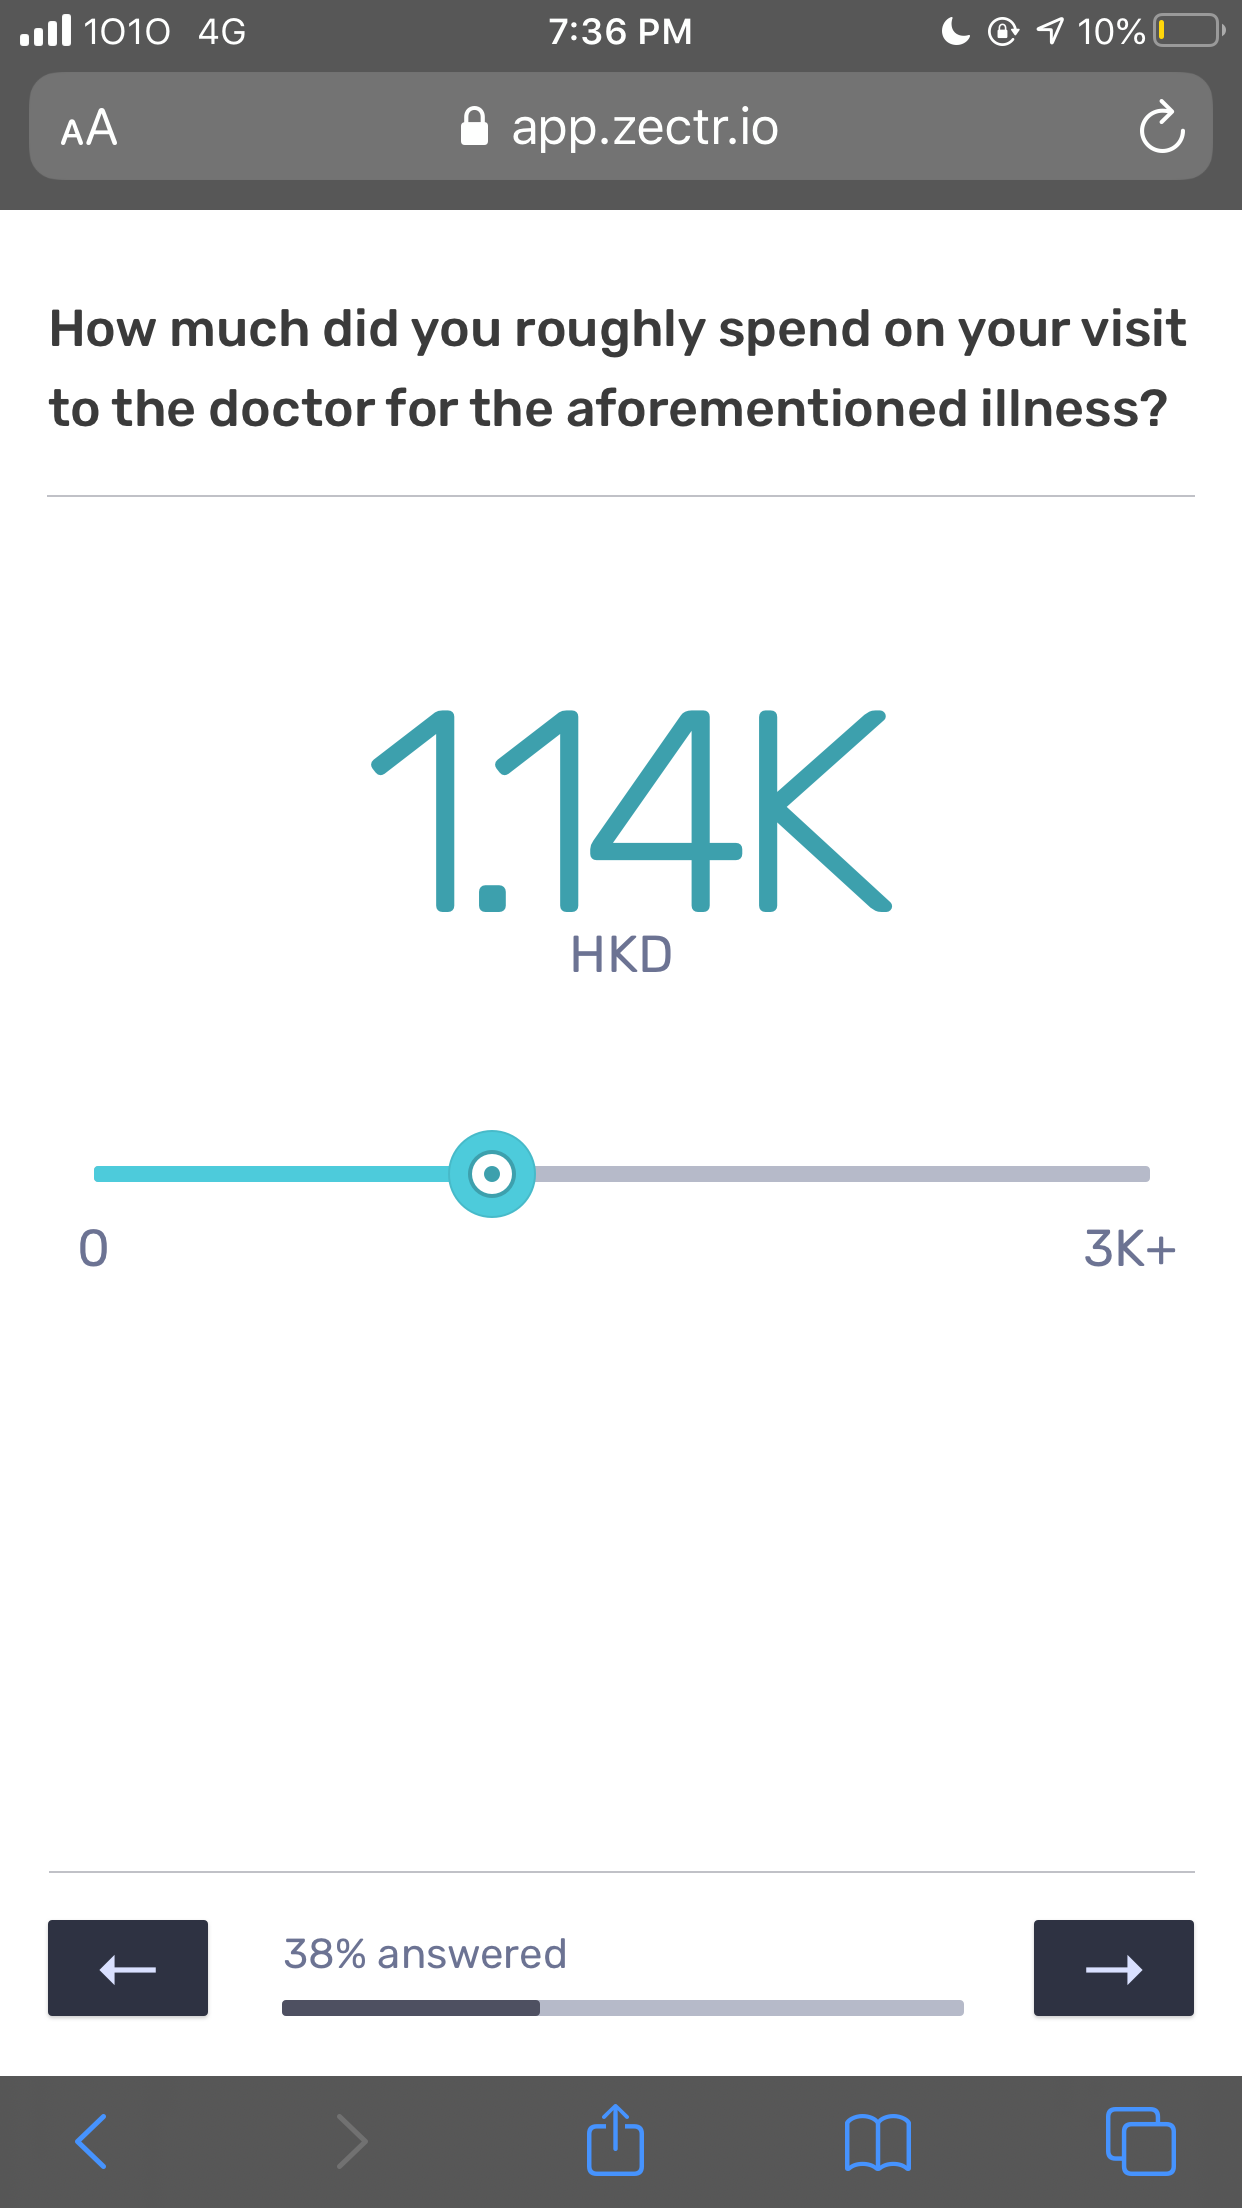 1O1O 4G 7:36 PM 10%
AA app.zectr.io
How much did you roughly spend on your visit
to the doctor for the aforementioned illness?
1.14K
HKD
0 3K+
38% answered